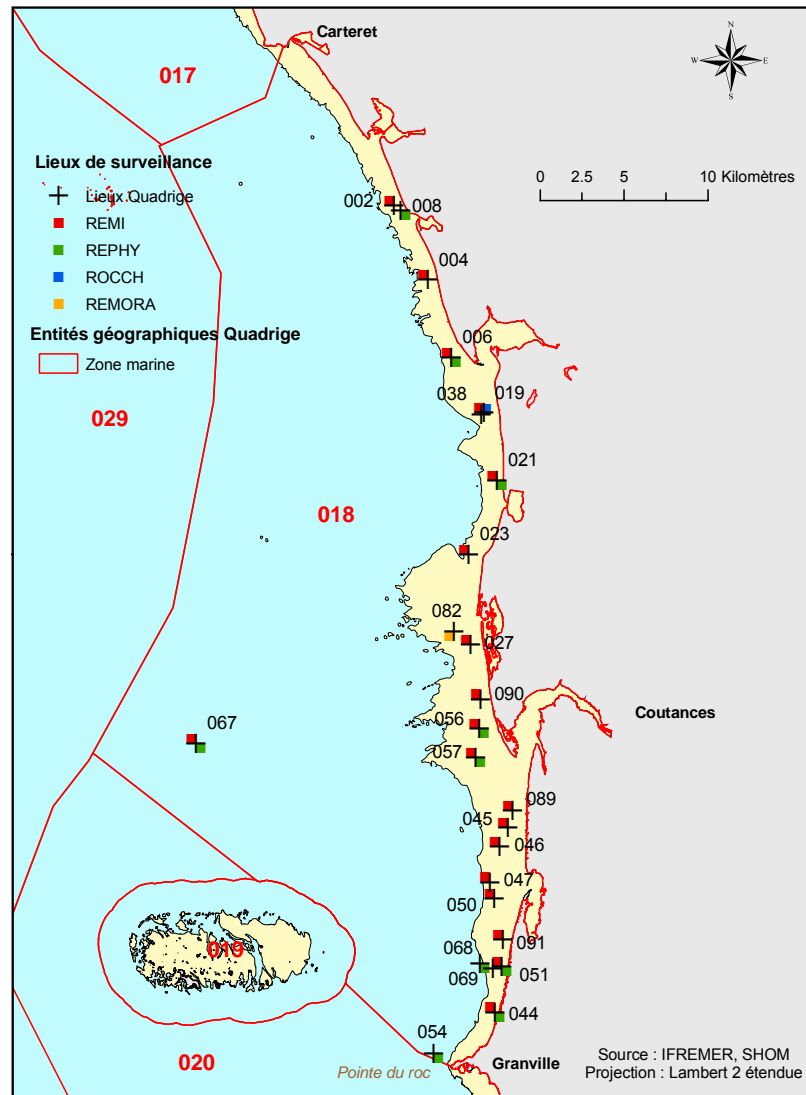 Carteret
017
N
W
E
S
Lieux de surveillance
Lieux Quadrige
REMI
REPHY
ROCCH
REMORA
Entités géographiques Quadrige
Zone marine
0 2.5 5 10 Kilomètres
002
008
004
006
038
019
029
021
018
023
082
027
090
056
Coutances
067
057
089
045
046
047
050
091
068
019
069
051
044
054
020
Pointe du roc
Granville
Source : IFREMER, SHOM
Projection : Lambert 2 étendue